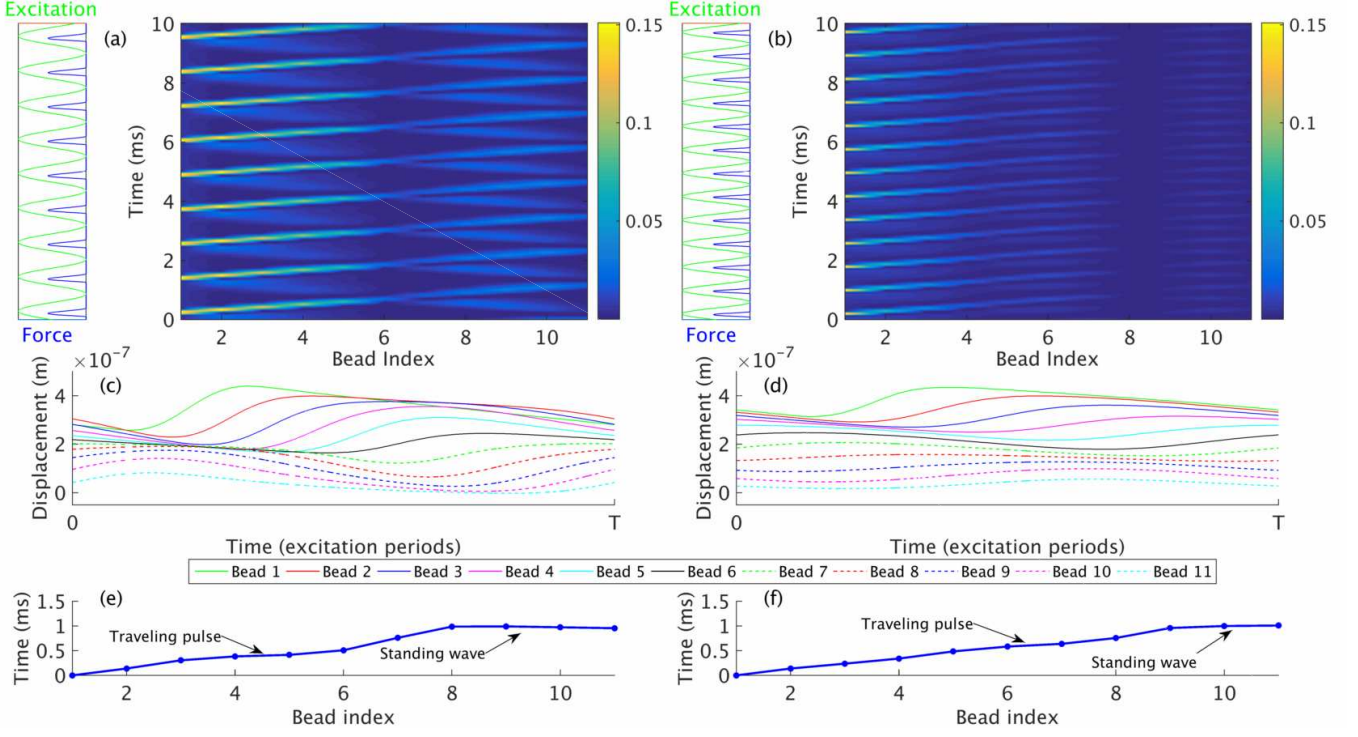 Excitation
Excitation
10
(a)
0.15
8
0.1
6
Time (ms)
4
0.05
2
0
2 4 6 8 10
Force
Bead Index
10
(b)
0.15
8
0.1
6
Time (ms)
4
0.05
2
0
2 4 6 8 10
Force
Bead Index
×10⁻⁷
(c)
4
2
0
Displacement (m)
0 T
Time (excitation periods)
×10⁻⁷
(d)
4
2
0
Displacement (m)
0 T
Time (excitation periods)
Bead 1 Bead 2 Bead 3 Bead 4 Bead 5 Bead 6 Bead 7 Bead 8 Bead 9 Bead 10 Bead 11
(e)
1.5
1
0.5
0
Time (ms)
Traveling pulse
Standing wave
2 4 6 8 10
Bead index
(f)
1.5
1
0.5
0
Time (ms)
Traveling pulse
Standing wave
2 4 6 8 10
Bead index